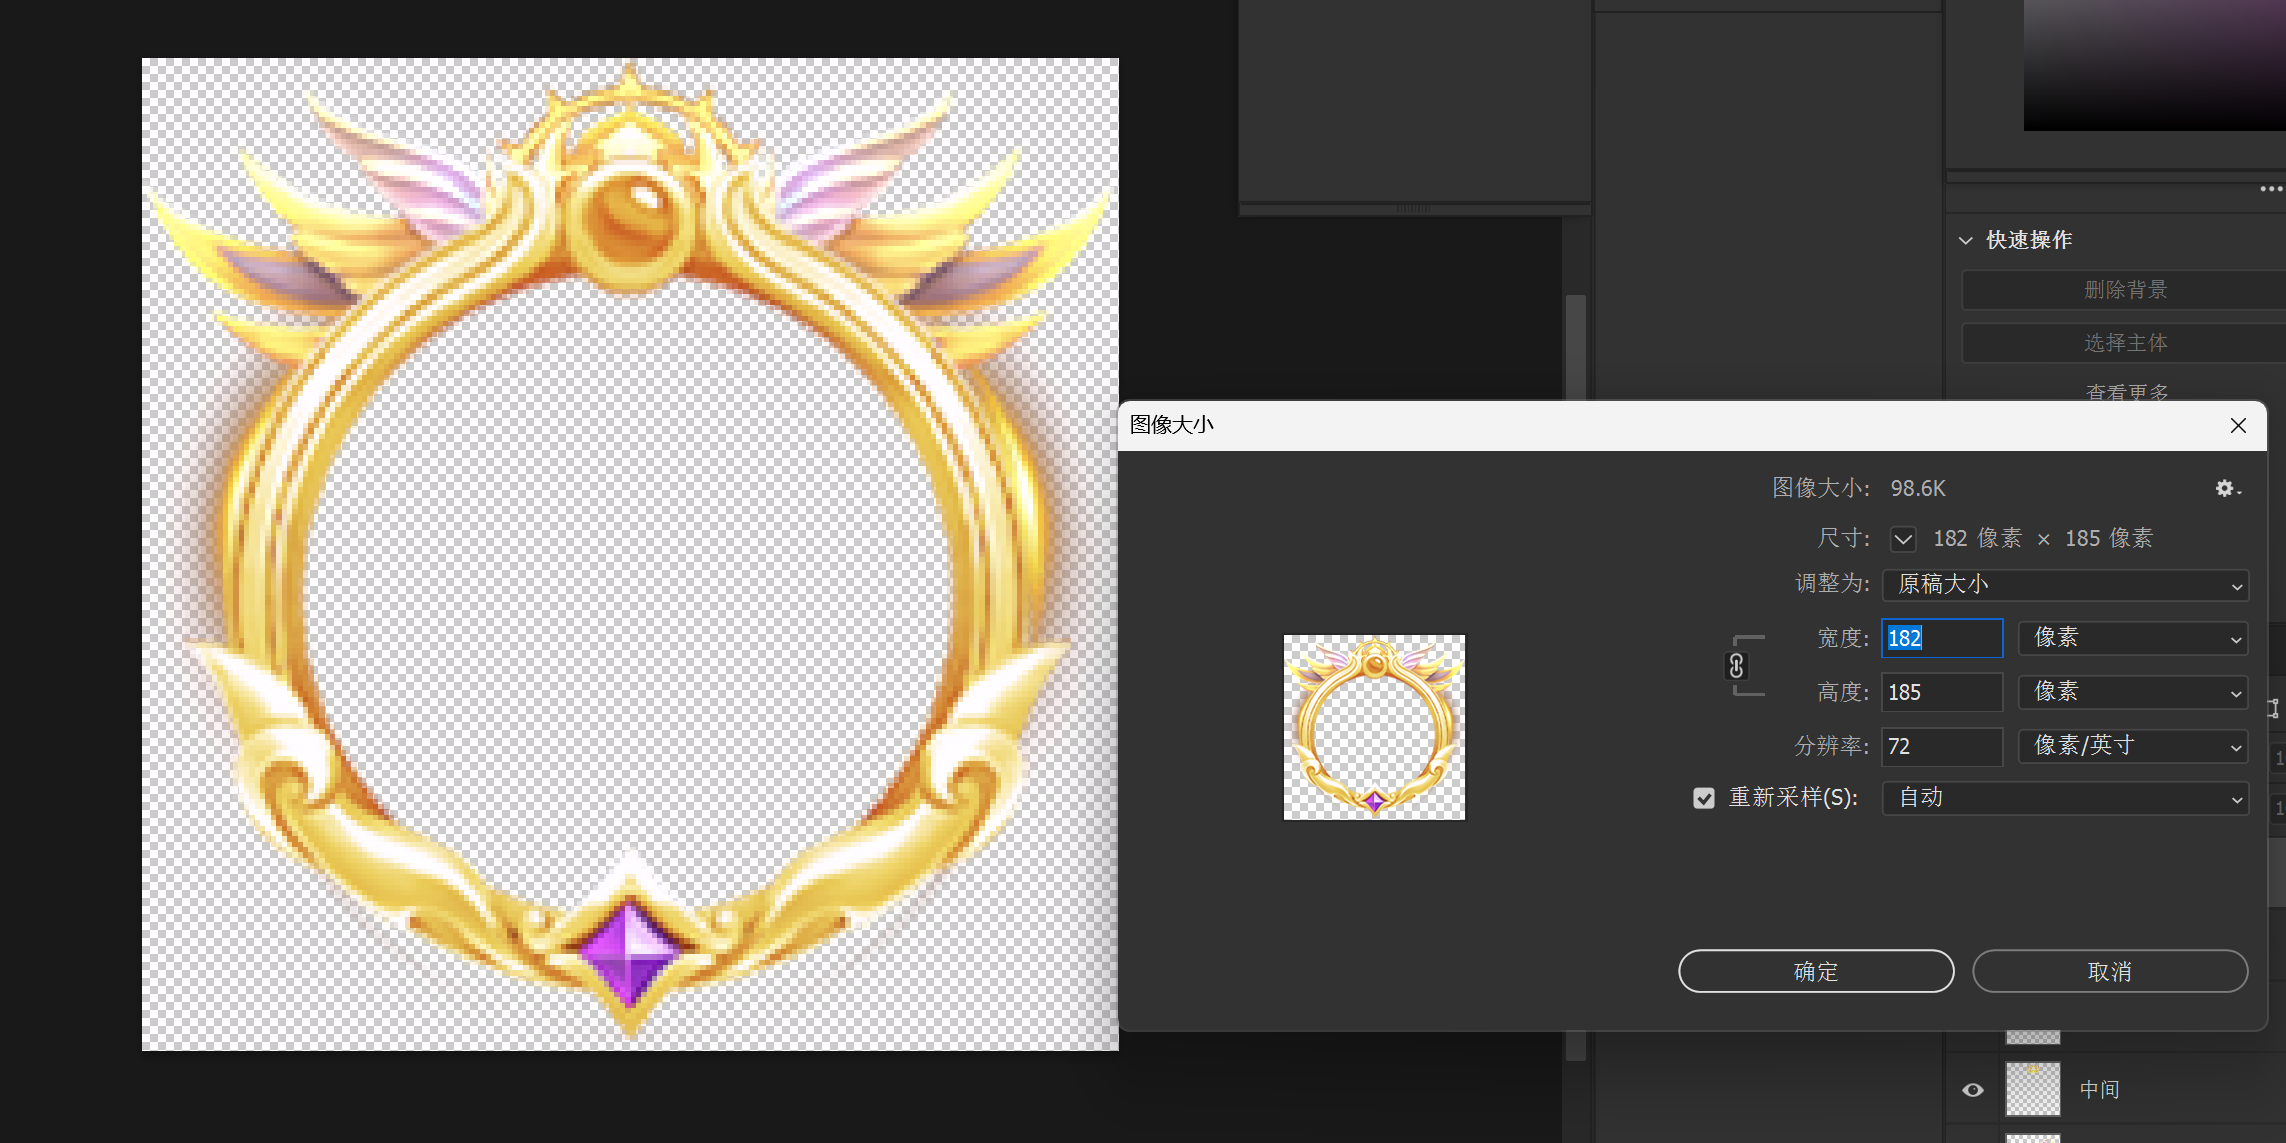 快速操作
删除背景
选择主体
查看更多
图像大小
图像大小: 98.6K
尺寸: 182 像素 × 185 像素
调整为: 原稿大小
宽度: 182 像素
高度: 185 像素
分辨率: 72 像素/英寸
重新采样(S): 自动
确定 取消
中间